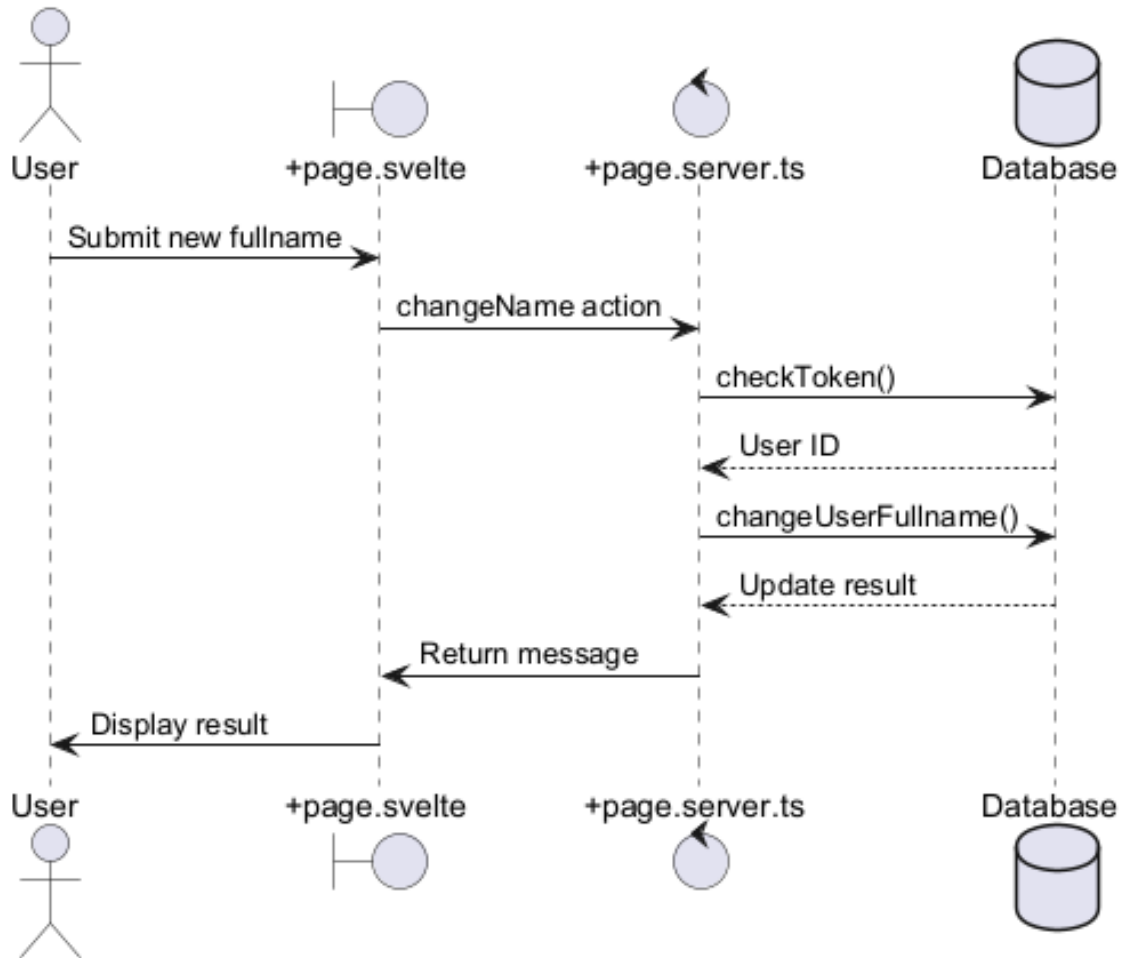 User
+page.svelte
+page.server.ts
Database
Submit new fullname
changeName action
checkToken()
User ID
changeUserFullname()
Update result
Return message
Display result
User
+page.svelte
+page.server.ts
Database